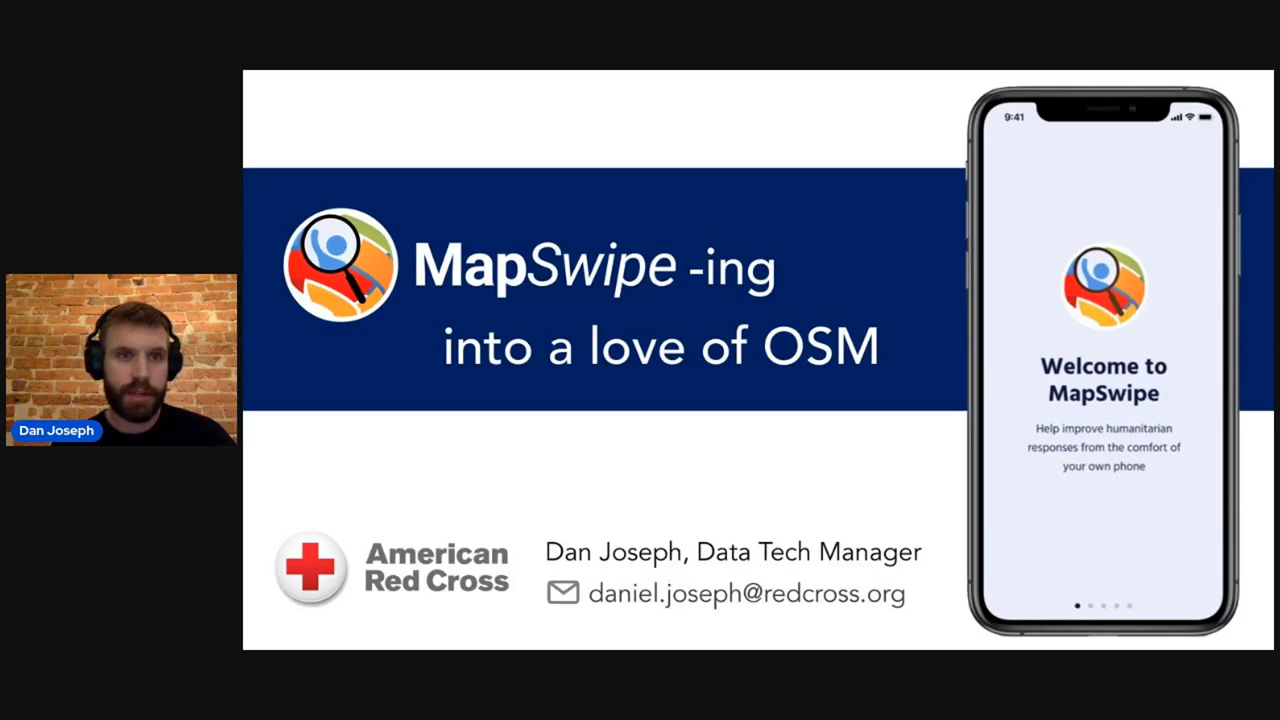 Dan Joseph
MapSwipe -ing
into a love of OSM
American
Red Cross
Dan Joseph, Data Tech Manager
daniel.joseph@redcross.org
9:41
Welcome to
MapSwipe
Help improve humanitarian
responses from the comfort of
your own phone